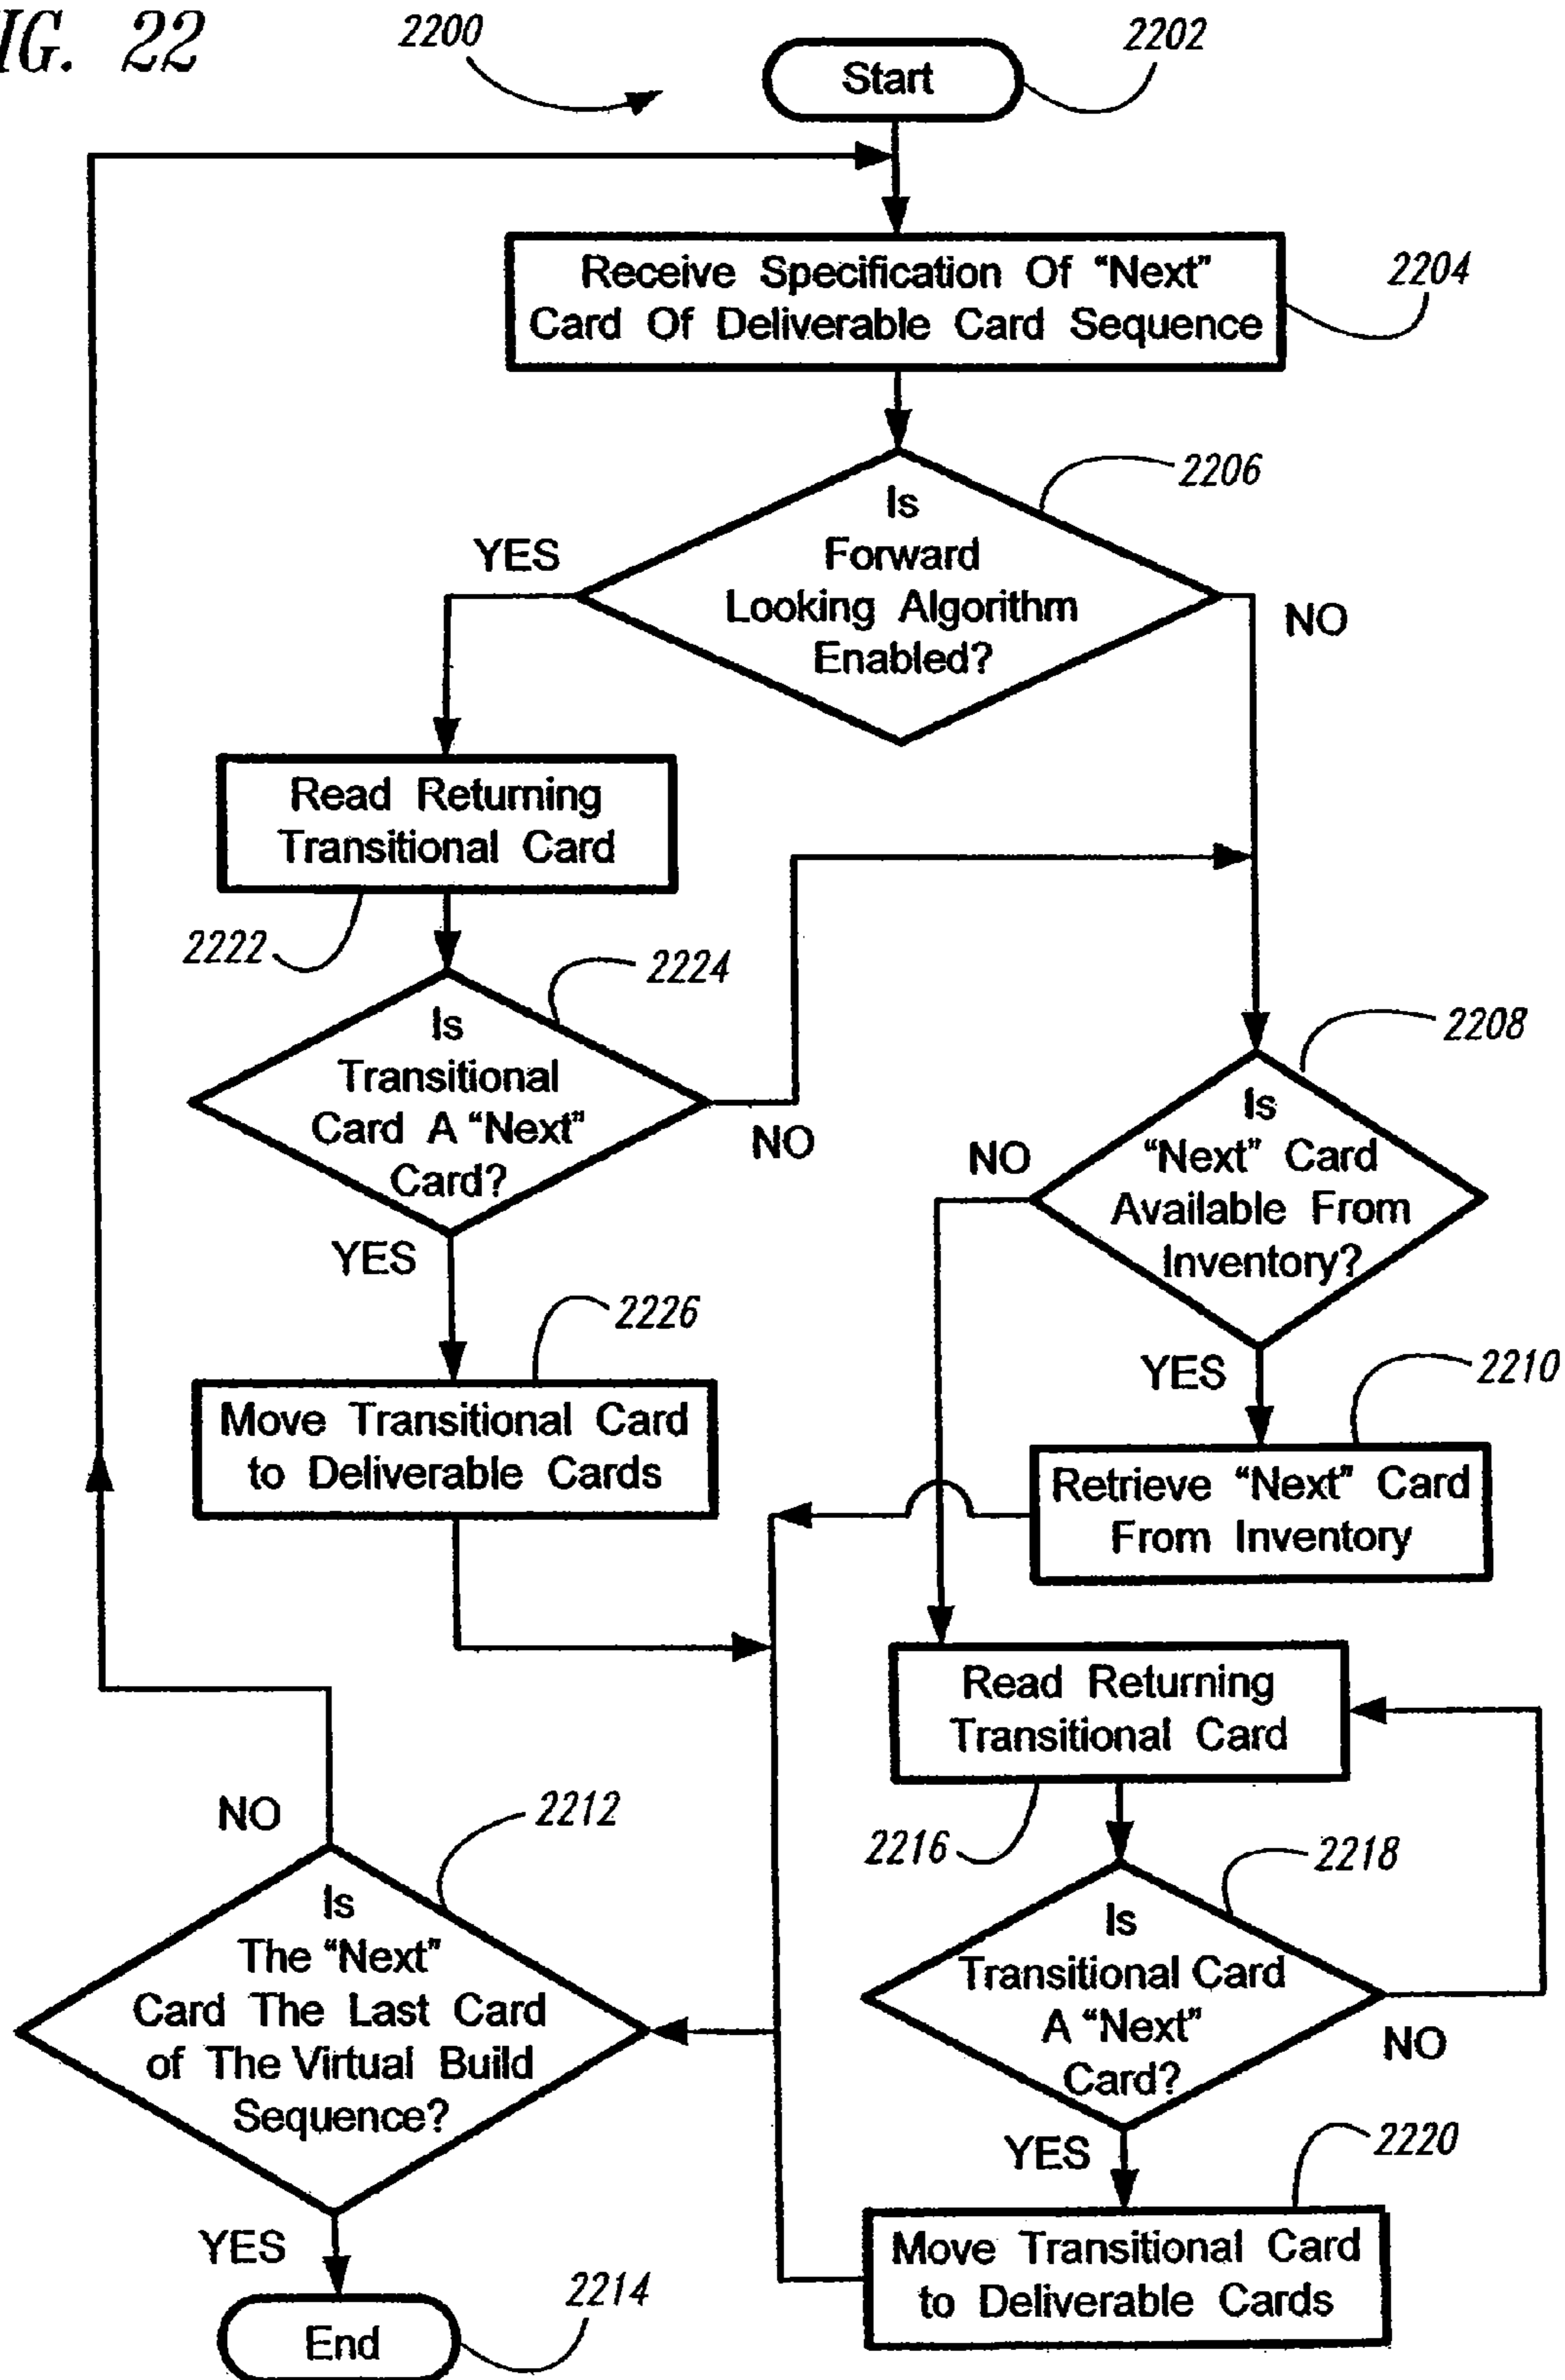 IG. 22
2200
2202
Start
Receive Specification Of “Next”
Card Of Deliverable Card Sequence
2204
2206
Is
Forward
Looking Algorithm
Enabled?
YES
NO
Read Returning
Transitional Card
2222
2224
Is
Transitional
Card A “Next”
Card?
NO
YES
2208
Is
“Next” Card
Available From
Inventory?
NO
YES
2226
Move Transitional Card
to Deliverable Cards
2210
Retrieve “Next” Card
From Inventory
Read Returning
Transitional Card
2216
2218
Is
Transitional Card
A “Next”
Card?
NO
YES
2220
Move Transitional Card
to Deliverable Cards
NO
2212
Is
The “Next”
Card The Last Card
of The Virtual Build
Sequence?
YES
2214
End